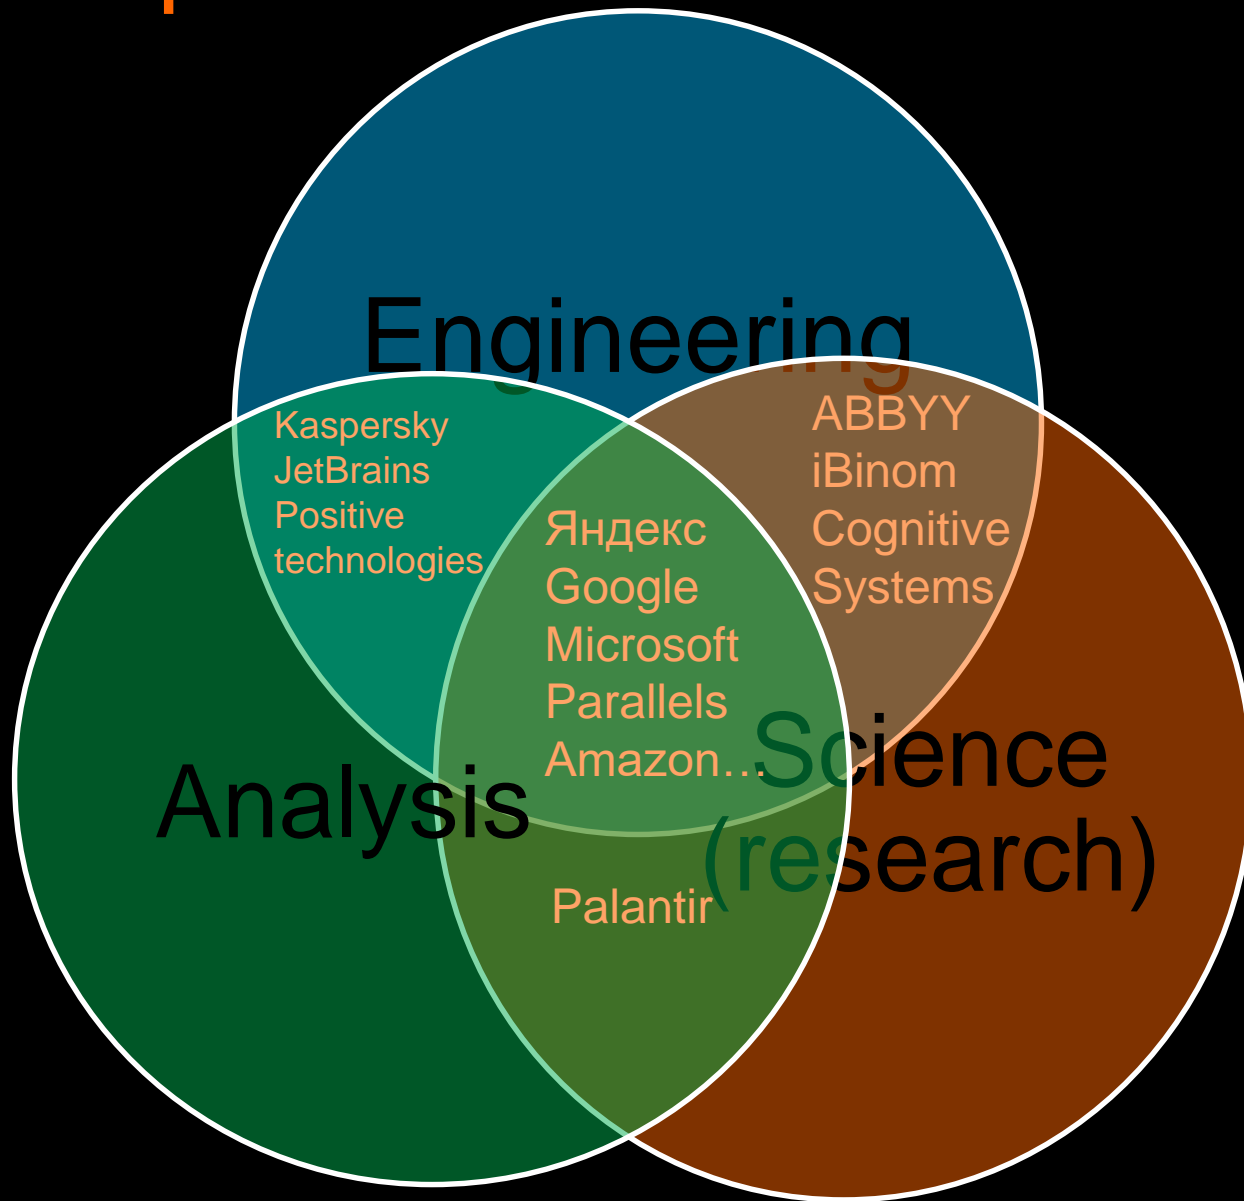 Engineering
Kaspersky
JetBrains
Positive
technologies
ABBYY
iBinom
Cognitive
Systems
Яндекс
Google
Microsoft
Parallels
Amazon…
Analysis
Science
(research)
Palantir